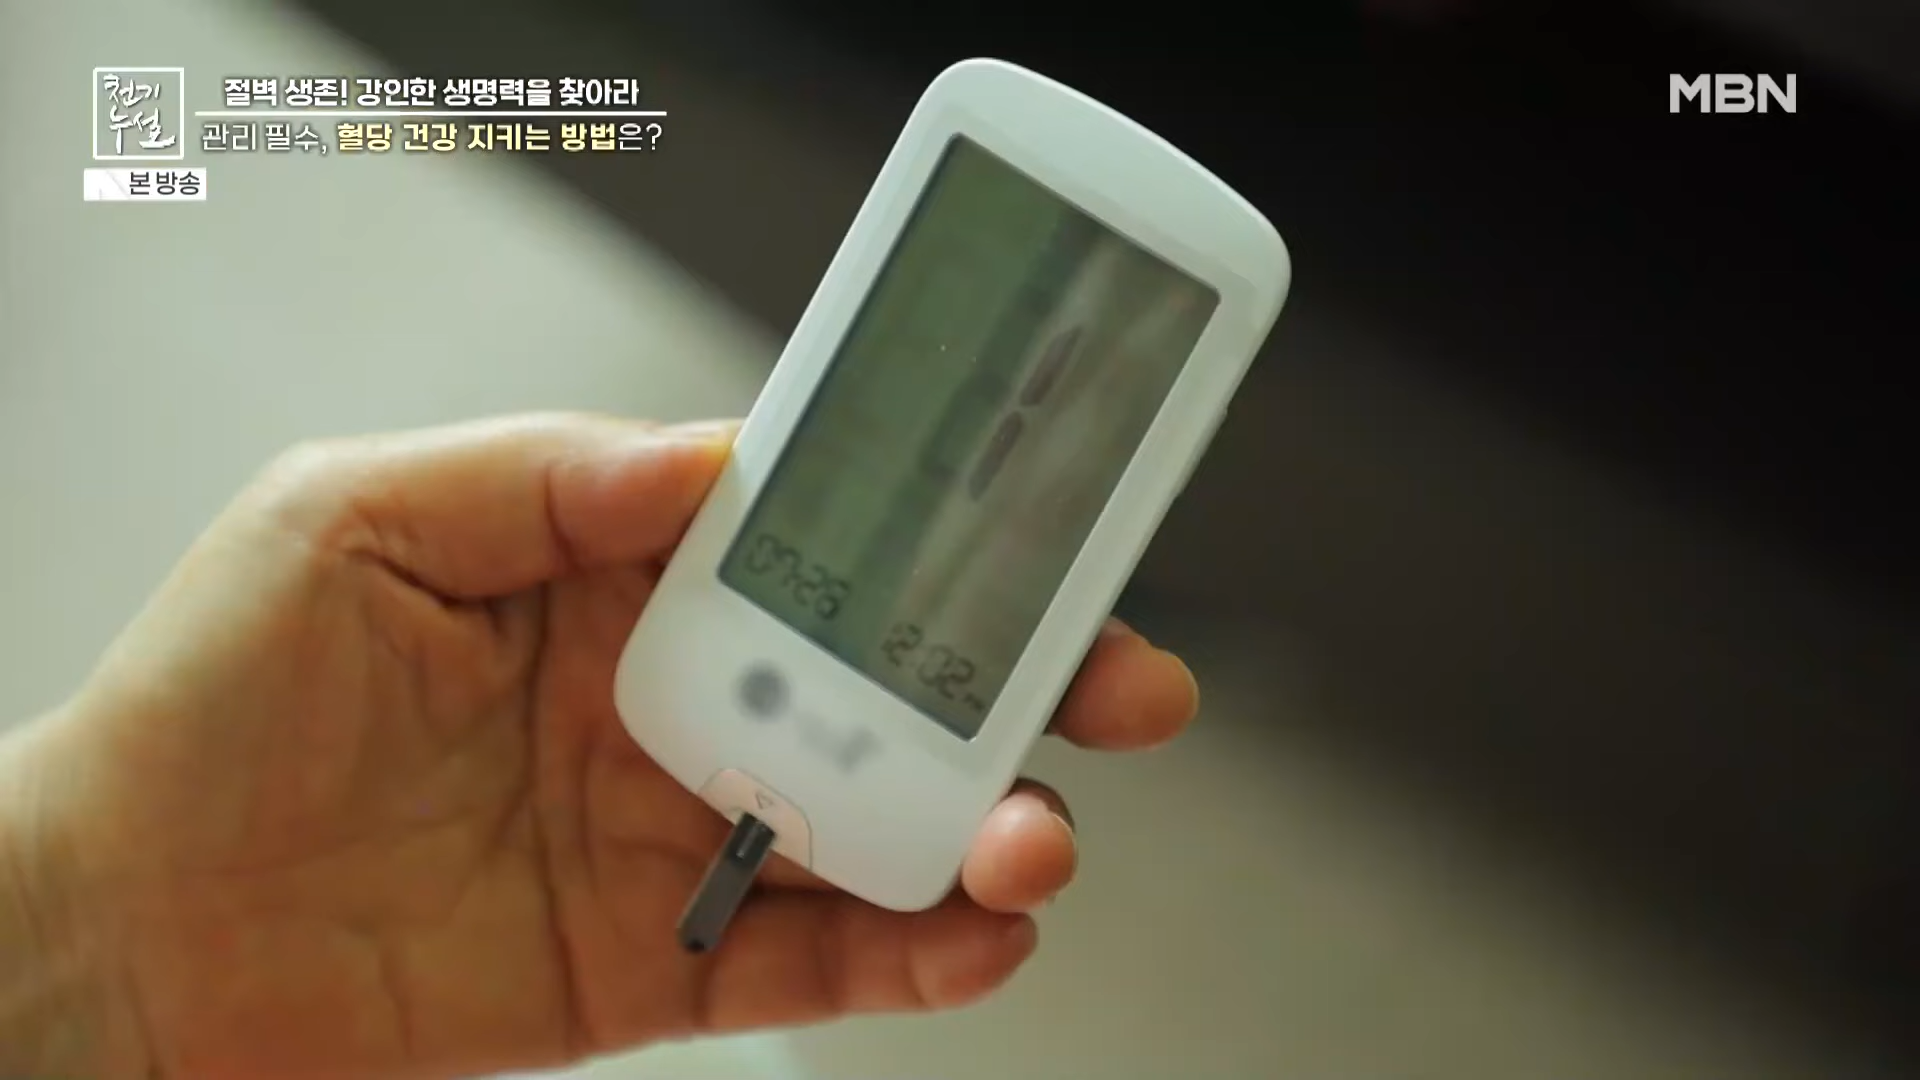 천기누설
절벽 생존! 강인한 생명력을 찾아라
관리 필수, 혈당 건강 지키는 방법은?
본 방송
MBN
07-26
12:02 PM